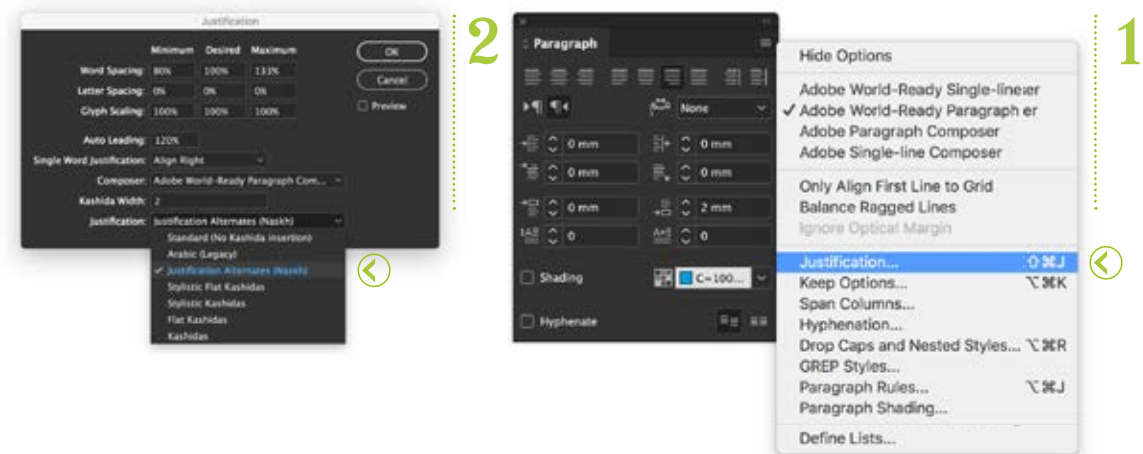 1
Paragraph
None
0 mm
0 mm
0 mm
0 mm
0 mm
2 mm
0
0
Shading
C=100...
Hyphenate
Hide Options
Adobe World-Ready Single-lineer
✓ Adobe World-Ready Paragraph er
Adobe Paragraph Composer
Adobe Single-line Composer
Only Align First Line to Grid
Balance Ragged Lines
Ignore Optical Margin
Justification... ⇧⌘J
Keep Options... ⌥⌘K
Span Columns...
Hyphenation...
Drop Caps and Nested Styles... ⌥⌘R
GREP Styles...
Paragraph Rules... ⌥⌘J
Paragraph Shading...
Define Lists...
2
Justification
Minimum Desired Maximum
Word Spacing: 80% 100% 133%
Letter Spacing: 0% 0% 0%
Glyph Scaling: 100% 100% 100%
Auto Leading: 120%
Single Word Justification: Align Right
Composer: Adobe World-Ready Paragraph Com...
Kashida Width: 2
Justification: Justification Alternates (Naskh)
Standard (No Kashida insertion)
Arabic (Legacy)
✓ Justification Alternates (Naskh)
Stylistic Flat Kashidas
Stylistic Kashidas
Flat Kashidas
Kashidas
OK
Cancel
Preview